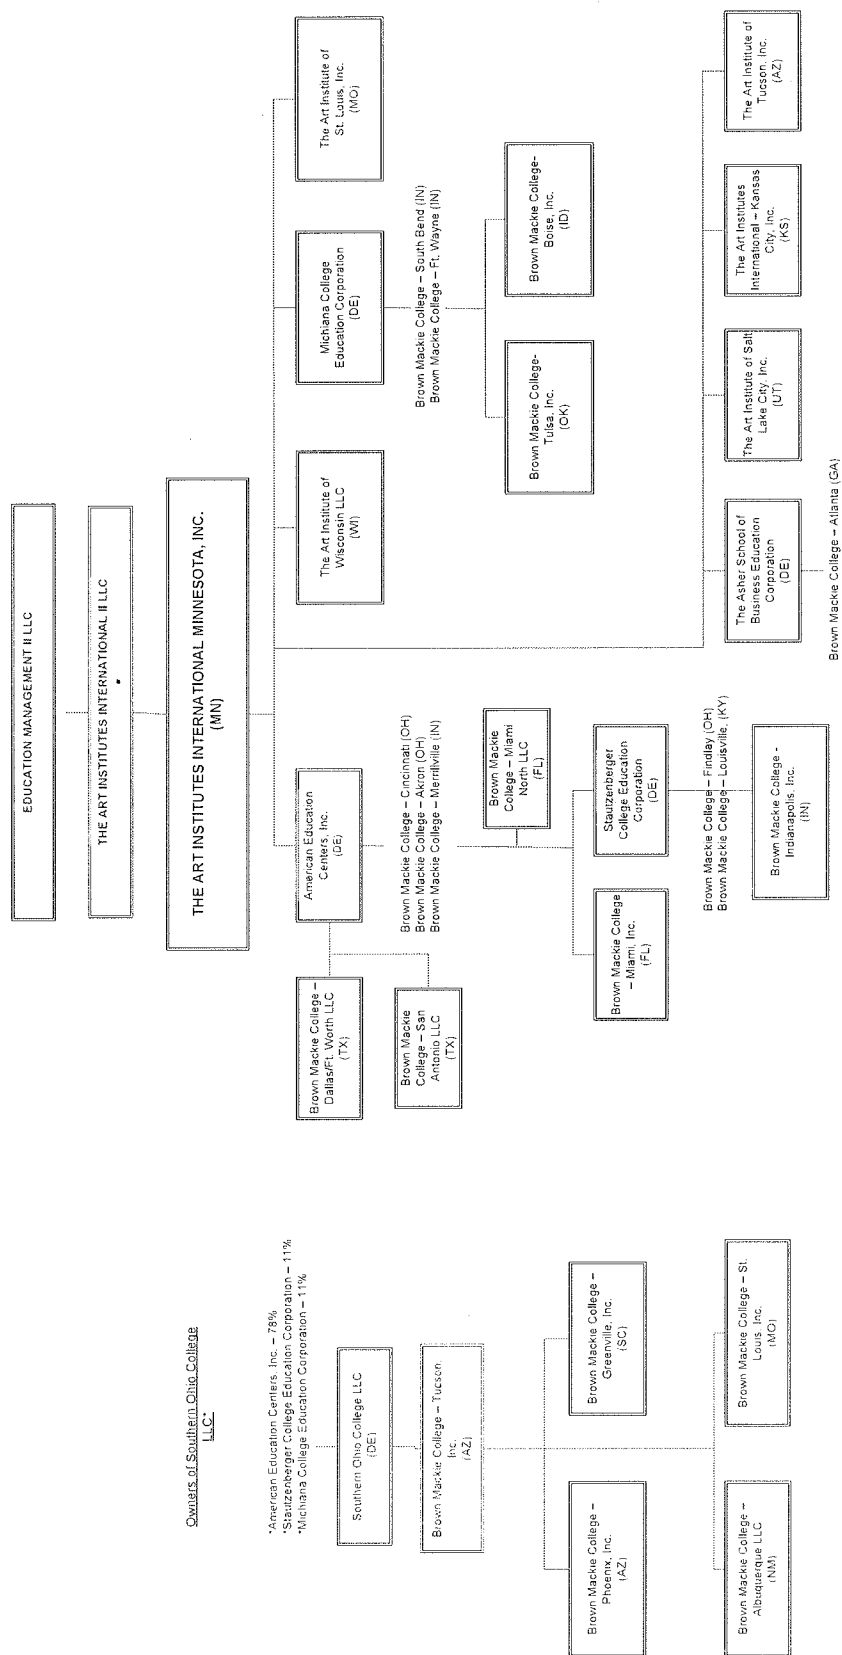 EDUCATION MANAGEMENT II LLC
THE ART INSTITUTES INTERNATIONAL II LLC
THE ART INSTITUTES INTERNATIONAL MINNESOTA, INC.
(MN)
Owners of Southern Ohio College
LLC*
*American Education Centers, Inc. – 78%
*Stautzenberger College Education Corporation – 11%
*Michiana College Education Corporation – 11%
Southern Ohio College LLC
(DE)
Brown Mackie College – Tucson,
Inc.
(AZ)
Brown Mackie College –
Phoenix, Inc.
(AZ)
Brown Mackie College –
Greenville, Inc.
(SC)
Brown Mackie College –
Albuquerque LLC
(NM)
Brown Mackie College – St.
Louis, Inc.
(MO)
Brown Mackie College –
Dallas/Ft. Worth LLC
(TX)
Brown Mackie
College – San
Antonio LLC
(TX)
American Education
Centers, Inc.
(DE)
Brown Mackie College – Cincinnati (OH)
Brown Mackie College – Akron (OH)
Brown Mackie College – Merrillville (IN)
Brown Mackie
College – Miami
North LLC
(FL)
Brown Mackie College
– Miami, Inc.
(FL)
Stautzenberger
College Education
Corporation
(DE)
Brown Mackie College – Findlay (OH)
Brown Mackie College – Louisville, (KY)
Brown Mackie College -
Indianapolis, Inc.
(IN)
The Art Institute of
Wisconsin LLC
(WI)
Michiana College
Education Corporation
(DE)
Brown Mackie College – South Bend (IN)
Brown Mackie College – Ft. Wayne (IN)
Brown Mackie College-
Tulsa, Inc.
(OK)
Brown Mackie College-
Boise, Inc.
(ID)
The Art Institute of
St. Louis, Inc.
(MO)
The Asher School of
Business Education
Corporation
(DE)
Brown Mackie College – Atlanta (GA)
The Art Institute of Salt
Lake City, Inc.
(UT)
The Art Institutes
International – Kansas
City, Inc.
(KS)
The Art Institute of
Tucson, Inc.
(AZ)